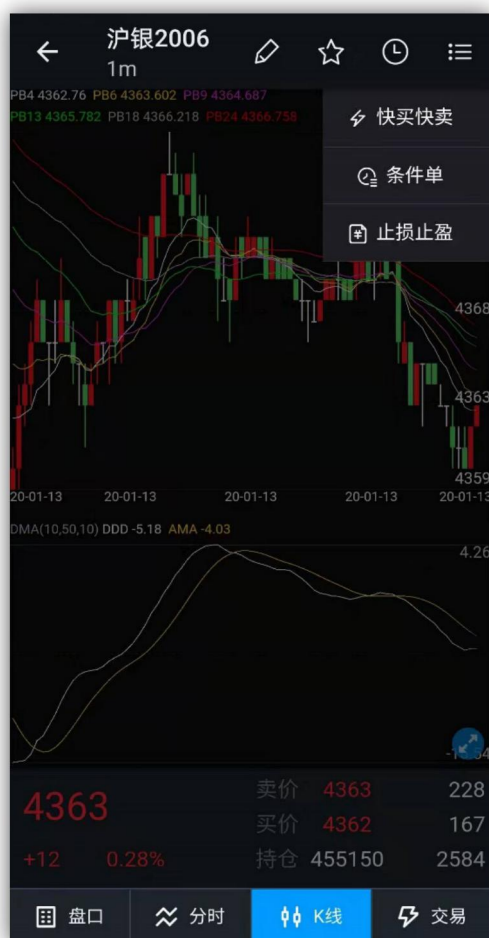 沪银2006
1m
PB4 4362.76 PB6 4363.602 PB9 4364.687
PB13 4365.782 PB18 4366.218 PB24 4366.758
快买快卖
条件单
止损止盈
4368
4363
4359
20-01-13 20-01-13 20-01-13 20-01-13 20-01-13
DMA(10,50,10) DDD -5.18 AMA -4.03
4.26
4363 卖价 4363 228
买价 4362 167
+12 0.28% 持仓 455150 2584
盘口 分时 K线 交易